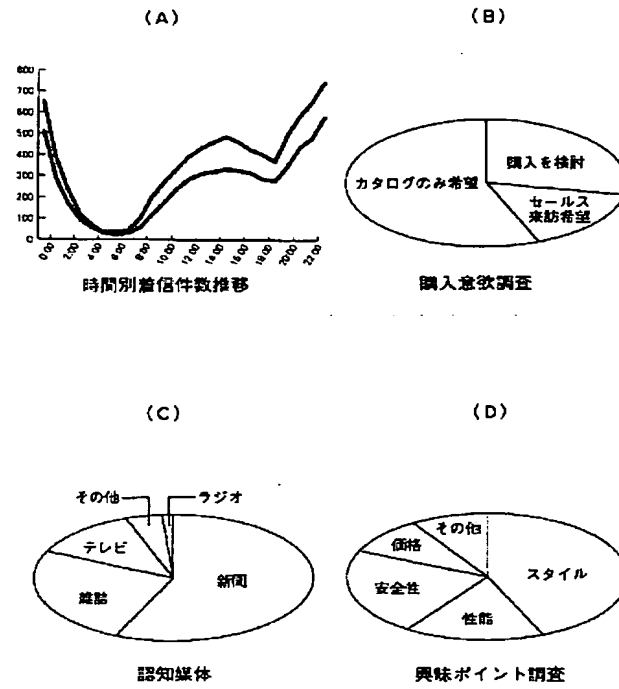 (A)
(B)
800
700
600
500
400
300
200
100
0
0:00
2:00
4:00
6:00
8:00
10:00
12:00
14:00
16:00
18:00
20:00
22:00
時間別着信件数推移
購入を検討
カタログのみ希望
セールス
来訪希望
購入意欲調査
(C)
(D)
その他
ラジオ
テレビ
新聞
雑誌
認知媒体
その他
価格
スタイル
安全性
性能
興味ポイント調査